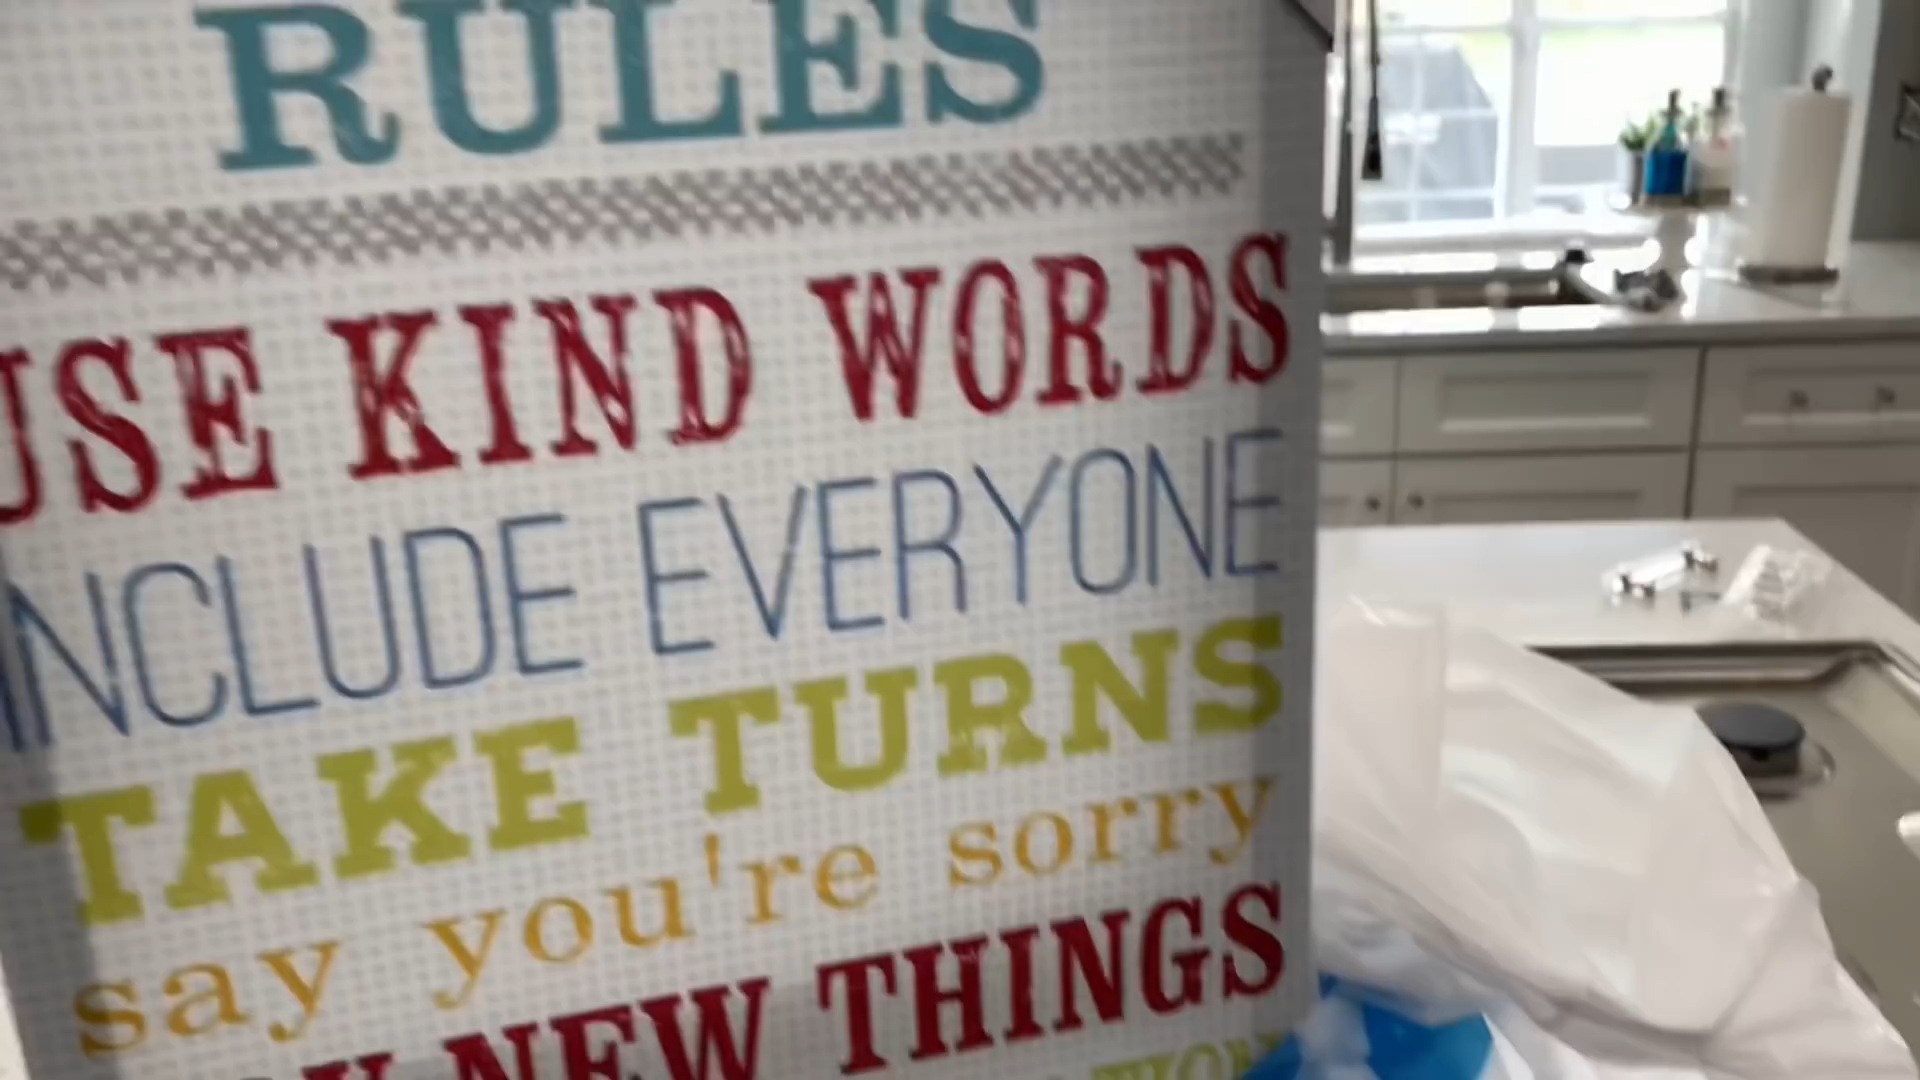 RULES
USE KIND WORDS
INCLUDE EVERYONE
TAKE TURNS
say you're sorry
NEW THINGS